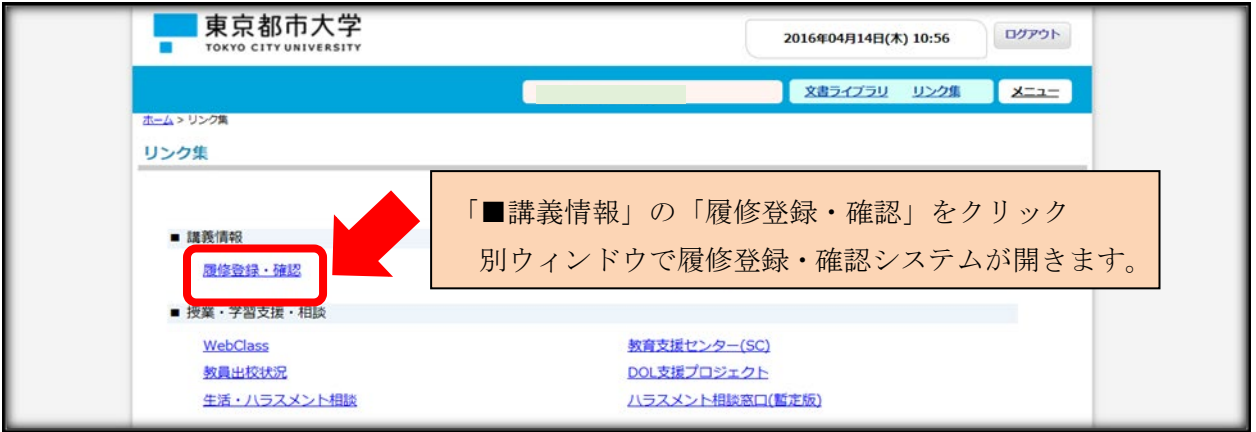 東京都市大学
TOKYO CITY UNIVERSITY
2016年04月14日(木) 10:56
ログアウト
文書ライブラリ リンク集
メニュー
ホーム > リンク集
リンク集
「■講義情報」の「履修登録・確認」をクリック
別ウィンドウで履修登録・確認システムが開きます。
■ 講義情報
履修登録・確認
■ 授業・学習支援・相談
WebClass 教育支援センター(SC)
教員出校状況 DOL支援プロジェクト
生活・ハラスメント相談 ハラスメント相談窓口(暫定版)